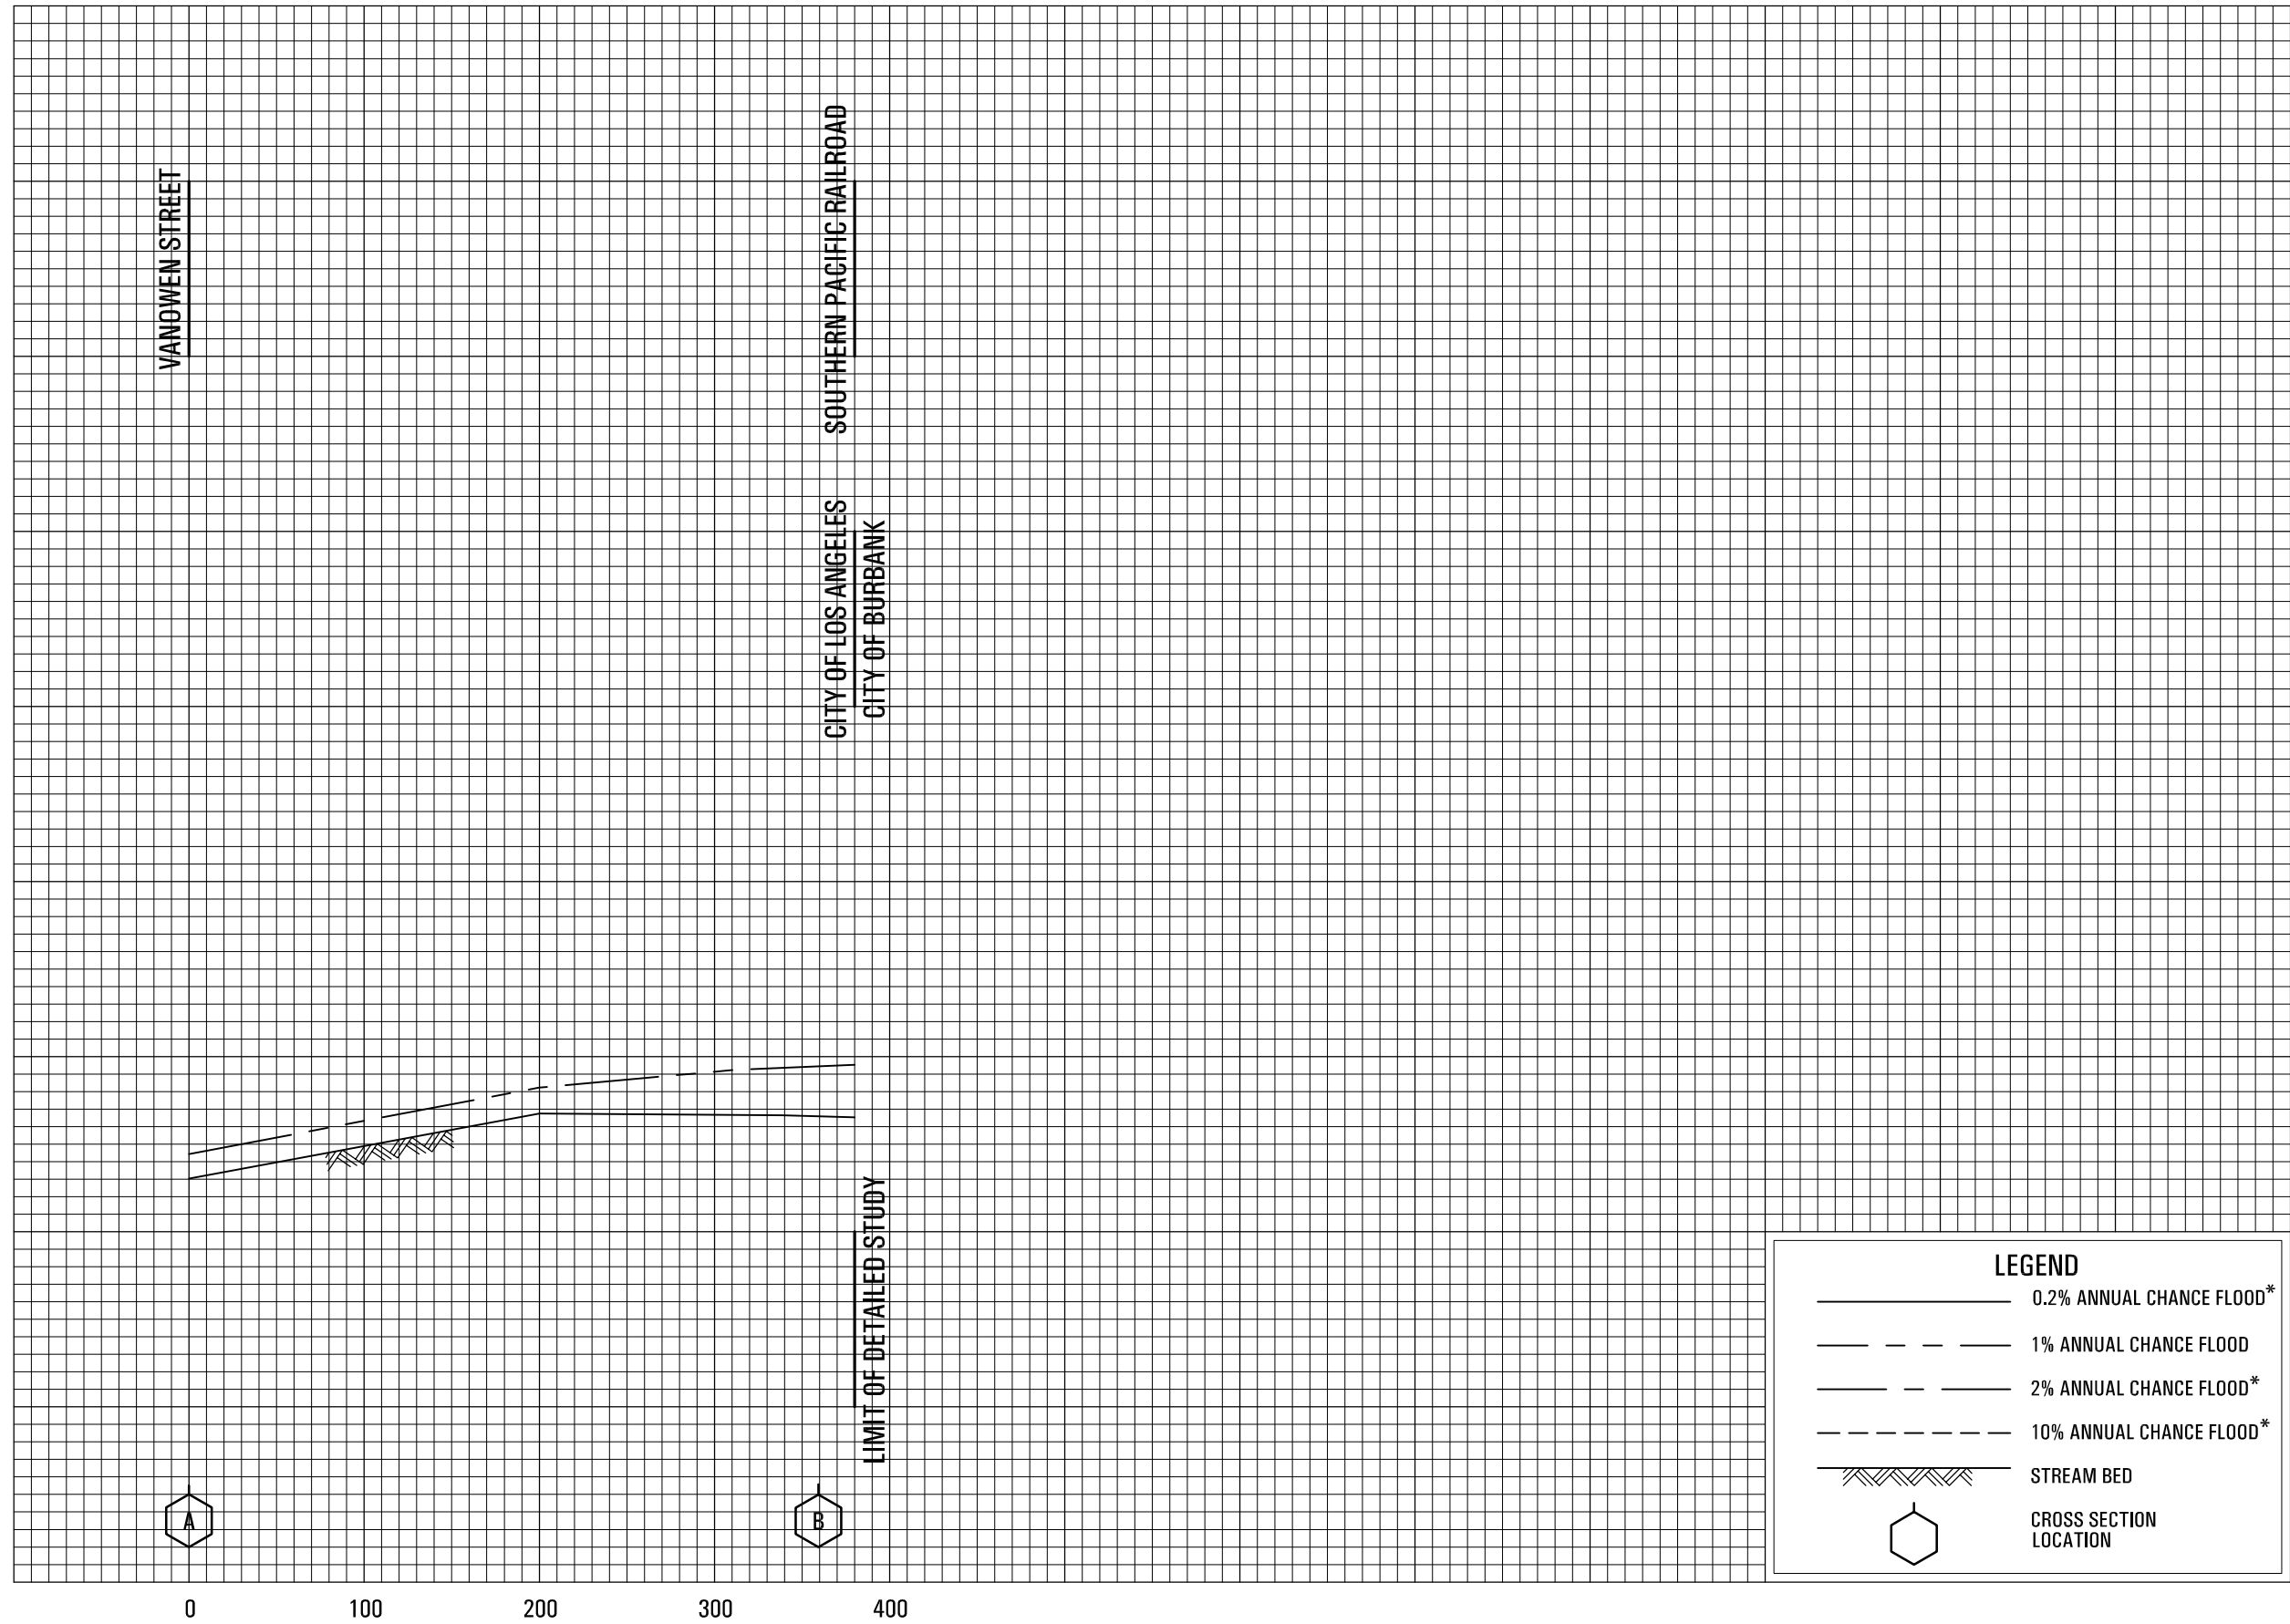 VANOWEN STREET
SOUTHERN PACIFIC RAILROAD
CITY OF LOS ANGELES
CITY OF BURBANK
LIMIT OF DETAILED STUDY
A
B
LEGEND
0.2% ANNUAL CHANCE FLOOD*
1% ANNUAL CHANCE FLOOD
2% ANNUAL CHANCE FLOOD*
10% ANNUAL CHANCE FLOOD*
STREAM BED
CROSS SECTION
LOCATION
0 100 200 300 400